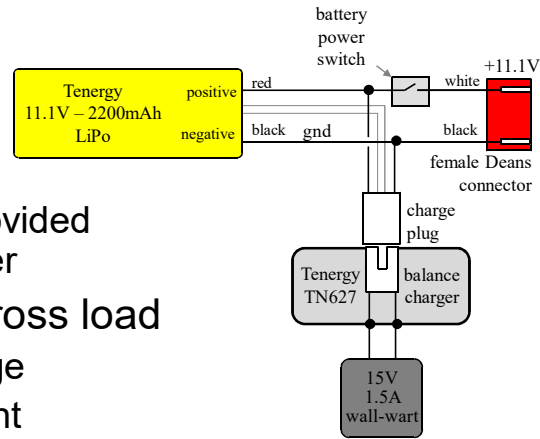 battery
power
switch
+11.1V
Tenergy
11.1V – 2200mAh
LiPo
positive
negative
red
white
black
gnd
black
female Deans
connector
charge
plug
Tenergy
TN627
balance
charger
15V
1.5A
wall-wart
ovided
er
ross load
ge
nt